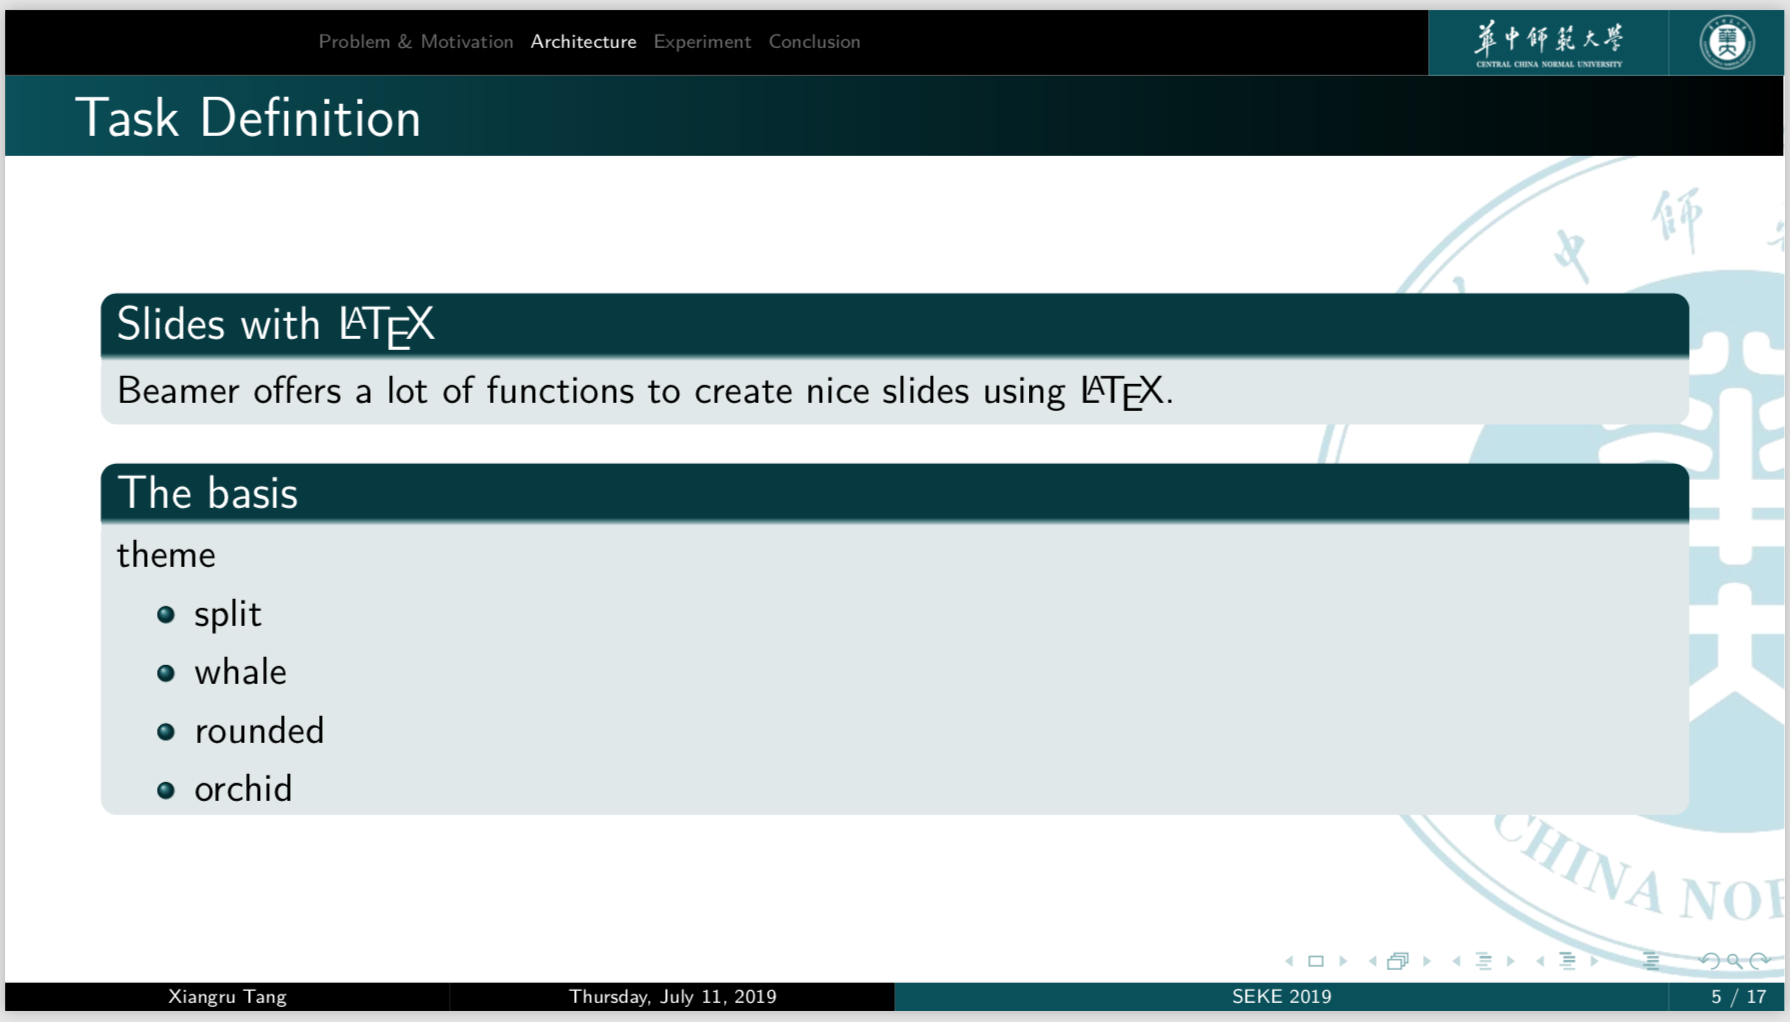 Problem & Motivation Architecture Experiment Conclusion
華中師範大學
CENTRAL CHINA NORMAL UNIVERSITY
Task Definition
中 師
Slides with LATEX
Beamer offers a lot of functions to create nice slides using LATEX.
The basis
theme
split
whale
rounded
orchid
CHINA NOR
Xiangru Tang Thursday, July 11, 2019 SEKE 2019 5 / 17